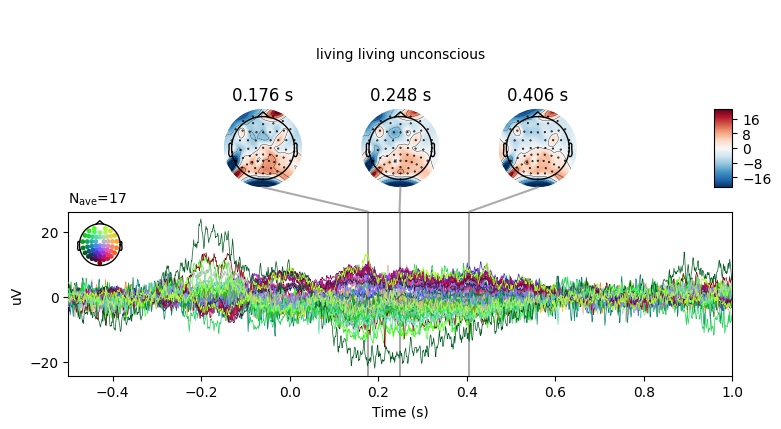 living living unconscious
0.176 s 0.248 s 0.406 s
16
8
0
−8
−16
Nave=17
20
0
−20
uV
−0.4 −0.2 0.0 0.2 0.4 0.6 0.8 1.0
Time (s)